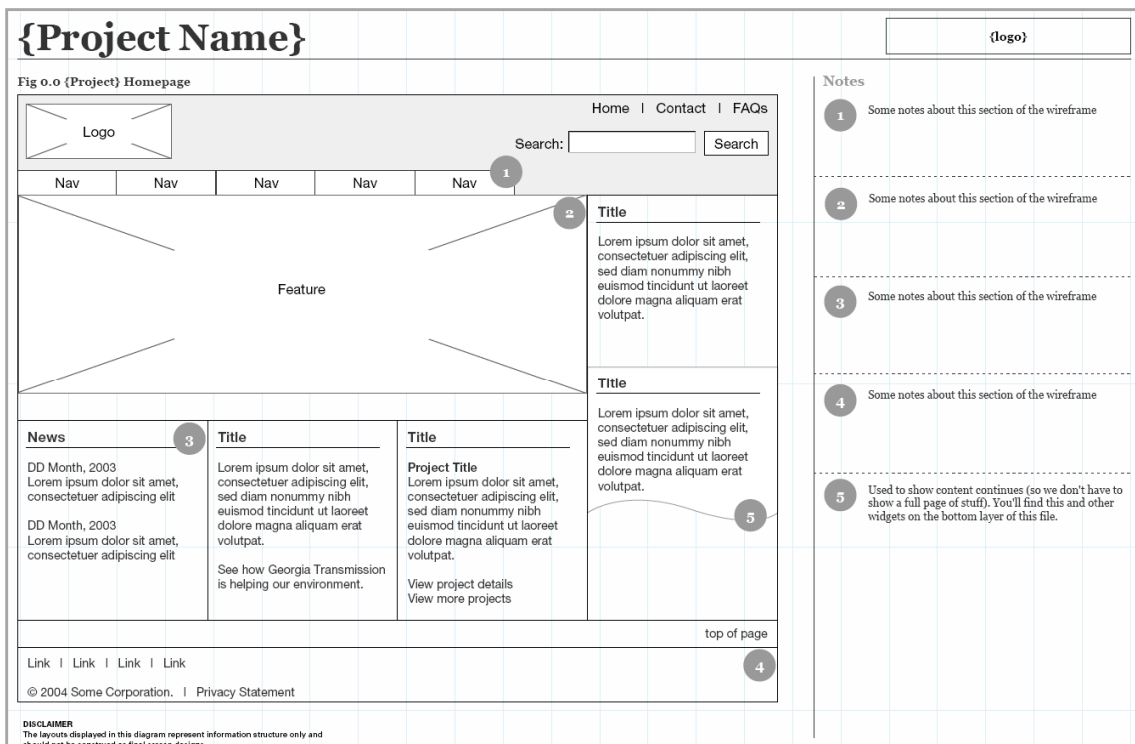 {Project Name}
{logo}
Fig 0.0 {Project} Homepage
Logo
Home | Contact | FAQs
Search: Search
Nav Nav Nav Nav Nav 1
Feature
2
Title
Lorem ipsum dolor sit amet,
consectetuer adipiscing elit,
sed diam nonummy nibh
euismod tincidunt ut laoreet
dolore magna aliquam erat
volutpat.
TItle
Lorem ipsum dolor sit amet,
consectetuer adipiscing elit,
sed diam nonummy nibh
euismod tincidunt ut laoreet
dolore magna aliquam erat
volutpat.
5
News 3
DD Month, 2003
Lorem ipsum dolor sit amet,
consectetuer adipiscing elit
DD Month, 2003
Lorem ipsum dolor sit amet,
consectetuer adipiscing elit
Title
Lorem ipsum dolor sit amet,
consectetuer adipiscing elit,
sed diam nonummy nibh
euismod tincidunt ut laoreet
dolore magna aliquam erat
volutpat.
See how Georgia Transmission
is helping our environment.
Title
Project Title
Lorem ipsum dolor sit amet,
consectetuer adipiscing elit,
sed diam nonummy nibh
euismod tincidunt ut laoreet
dolore magna aliquam erat
volutpat.
View project details
View more projects
top of page
Link | Link | Link | Link
4
© 2004 Some Corporation. | Privacy Statement
DISCLAIMER
The layouts displayed in this diagram represent information structure only and
should not be construed as final screen designs
Notes
1 Some notes about this section of the wireframe
2 Some notes about this section of the wireframe
3 Some notes about this section of the wireframe
4 Some notes about this section of the wireframe
5 Used to show content continues (so we don't have to
show a full page of stuff). You'll find this and other
widgets on the bottom layer of this file.